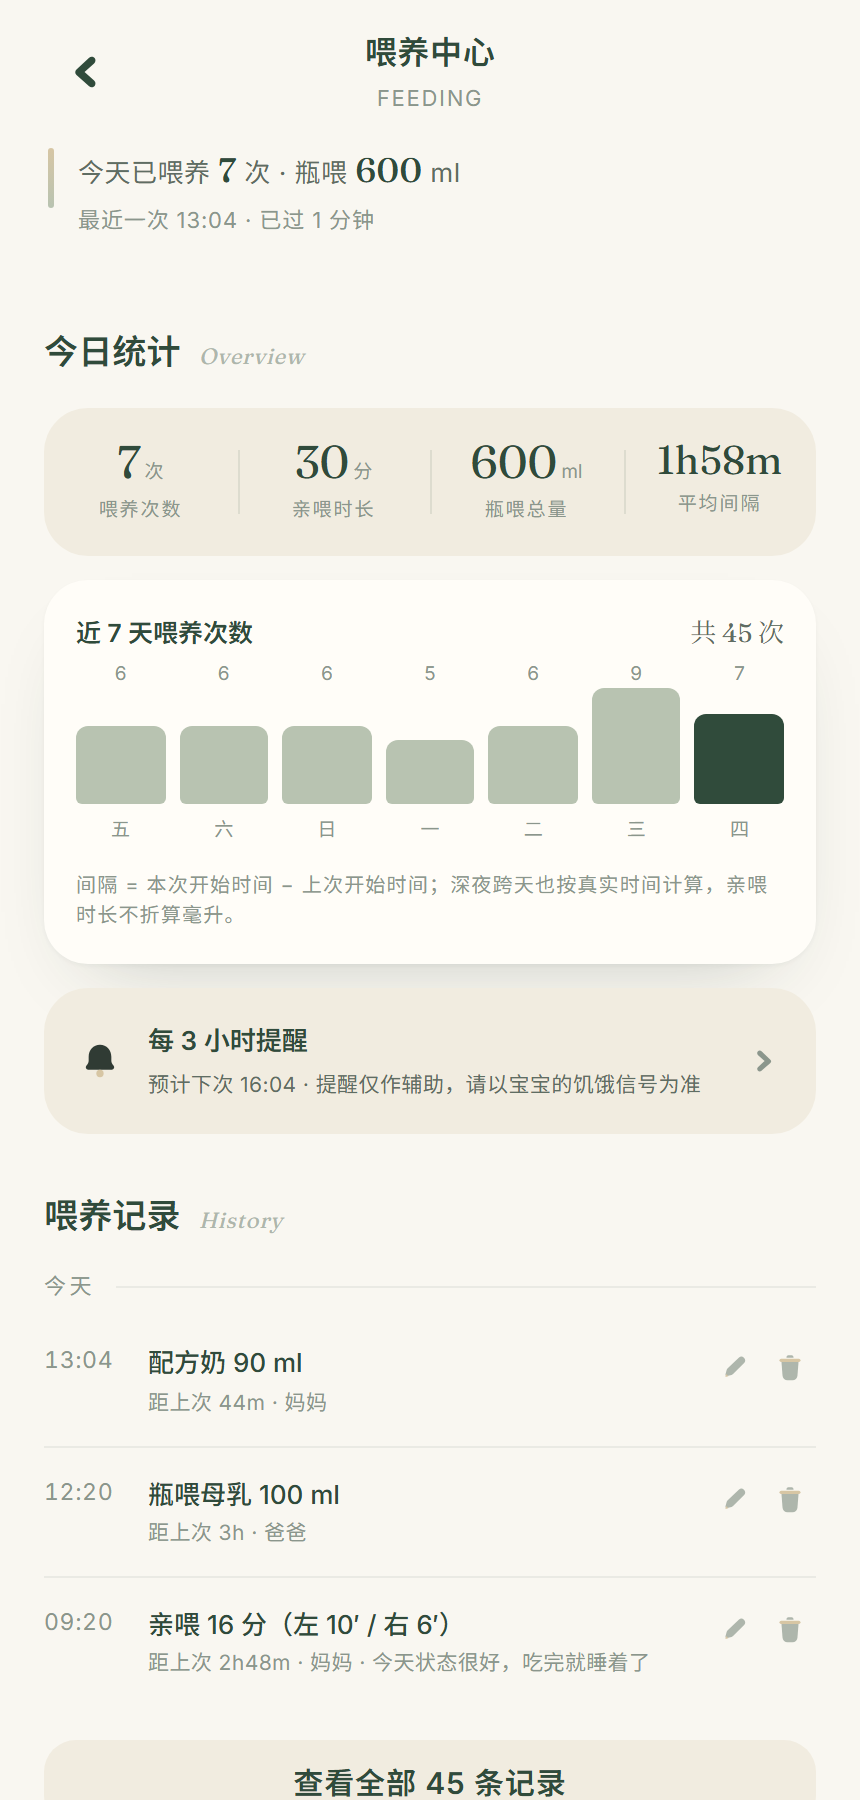 喂养中心
FEEDING
今天已喂养 7 次 · 瓶喂 600 ml
最近一次 13:04 · 已过 1 分钟
今日统计 Overview
7 次
喂养次数
30 分
亲喂时长
600 ml
瓶喂总量
1h58m
平均间隔
近 7 天喂养次数
共 45 次
6 6 6 5 6 9 7
五 六 日 一 二 三 四
间隔 = 本次开始时间 – 上次开始时间；深夜跨天也按真实时间计算，亲喂
时长不折算毫升。
每 3 小时提醒
预计下次 16:04 · 提醒仅作辅助，请以宝宝的饥饿信号为准
喂养记录 History
今天
13:04 配方奶 90 ml
距上次 44m · 妈妈
12:20 瓶喂母乳 100 ml
距上次 3h · 爸爸
09:20 亲喂 16 分（左 10′ / 右 6′）
距上次 2h48m · 妈妈 · 今天状态很好，吃完就睡着了
查看全部 45 条记录